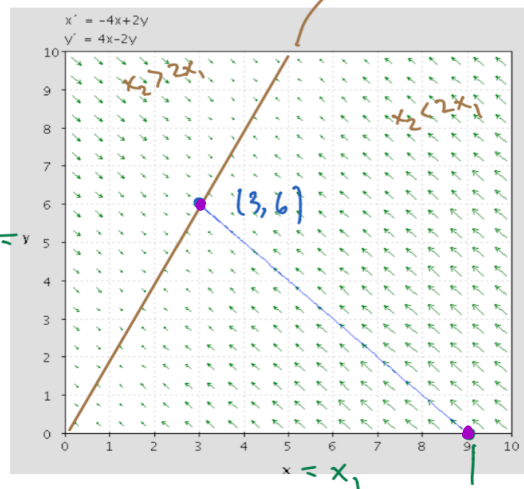 x´ = -4x+2y
y´ = 4x-2y
10
x₂ > 2x₁
x₂ < 2x₁
9
8
7
6
(3,6)
= y
5
4
3
2
1
0
0 1 2 3 4 5 6 7 8 9 10
x = x₁